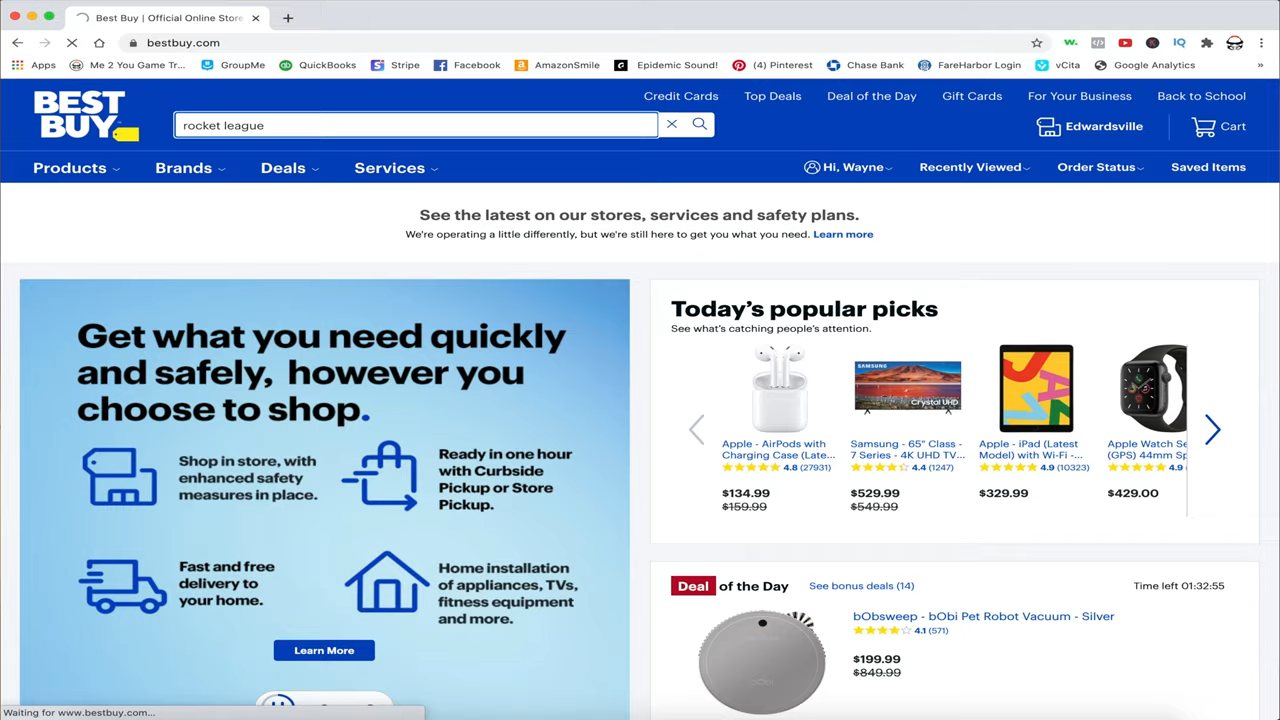 Best Buy | Official Online Store
bestbuy.com
Apps
Me 2 You Game Tr...
GroupMe
QuickBooks
Stripe
Facebook
AmazonSmile
Epidemic Sound!
(4) Pinterest
Chase Bank
FareHarbor Login
vCita
Google Analytics
»
Credit Cards
Top Deals
Deal of the Day
Gift Cards
For Your Business
Back to School
BEST
BUY
rocket league
Edwardsville
Cart
Products
Brands
Deals
Services
Hi, Wayne
Recently Viewed
Order Status
Saved Items
See the latest on our stores, services and safety plans.
We're operating a little differently, but we're still here to get you what you need. Learn more
Get what you need quickly
and safely, however you
choose to shop.
Shop in store, with
enhanced safety
measures in place.
Ready in one hour
with Curbside
Pickup or Store
Pickup.
Fast and free
delivery to
your home.
Home installation
of appliances, TVs,
fitness equipment
and more.
Learn More
Today's popular picks
See what's catching people's attention.
Apple - AirPods with
Charging Case (Late...
4.8 (27931)
$134.99
$159.99
SAMSUNG
Crystal UHD
Samsung - 65" Class -
7 Series - 4K UHD TV...
4.4 (1247)
$529.99
$549.99
Apple - iPad (Latest
Model) with Wi-Fi -...
4.9 (10323)
$329.99
Apple Watch Se
(GPS) 44mm Sp
4.9
$429.00
Deal of the Day
See bonus deals (14)
Time left 01:32:55
bObsweep - bObi Pet Robot Vacuum - Silver
4.1 (571)
$199.99
$849.99
Waiting for www.bestbuy.com...